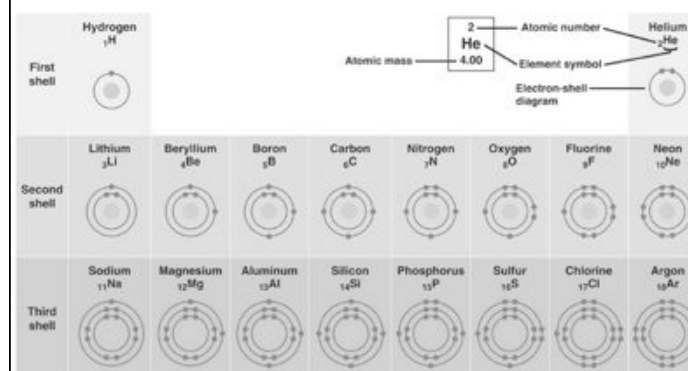 Hydrogen
₁H
2
He
4.00
Atomic number
Helium
₂He
Atomic mass
Element symbol
Electron-shell
diagram
First
shell
Lithium
₃Li
Beryllium
₄Be
Boron
₅B
Carbon
₆C
Nitrogen
₇N
Oxygen
₈O
Fluorine
₉F
Neon
₁₀Ne
Second
shell
Sodium
₁₁Na
Magnesium
₁₂Mg
Aluminum
₁₃Al
Silicon
₁₄Si
Phosphorus
₁₅P
Sulfur
₁₆S
Chlorine
₁₇Cl
Argon
₁₈Ar
Third
shell